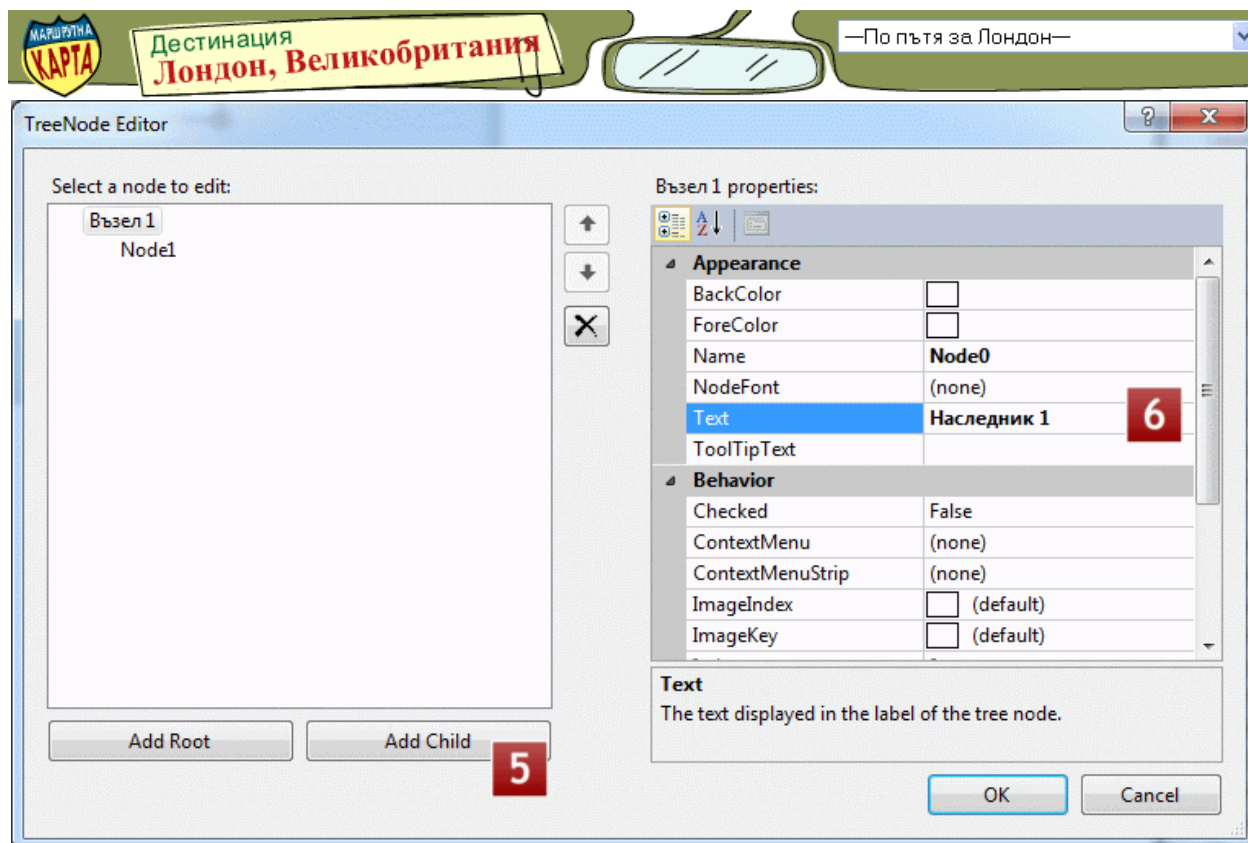 МАРШРУТНА
КАРТА
Дестинация
Лондон, Великобритания
—По пътя за Лондон—
TreeNode Editor
?
Select a node to edit:
Възел 1
Node1
Възел 1 properties:
Appearance
BackColor
ForeColor
Name Node0
NodeFont (none)
Text Наследник 1
6
ToolTipText
Behavior
Checked False
ContextMenu (none)
ContextMenuStrip (none)
ImageIndex (default)
ImageKey (default)
Text
The text displayed in the label of the tree node.
Add Root Add Child
5
OK Cancel